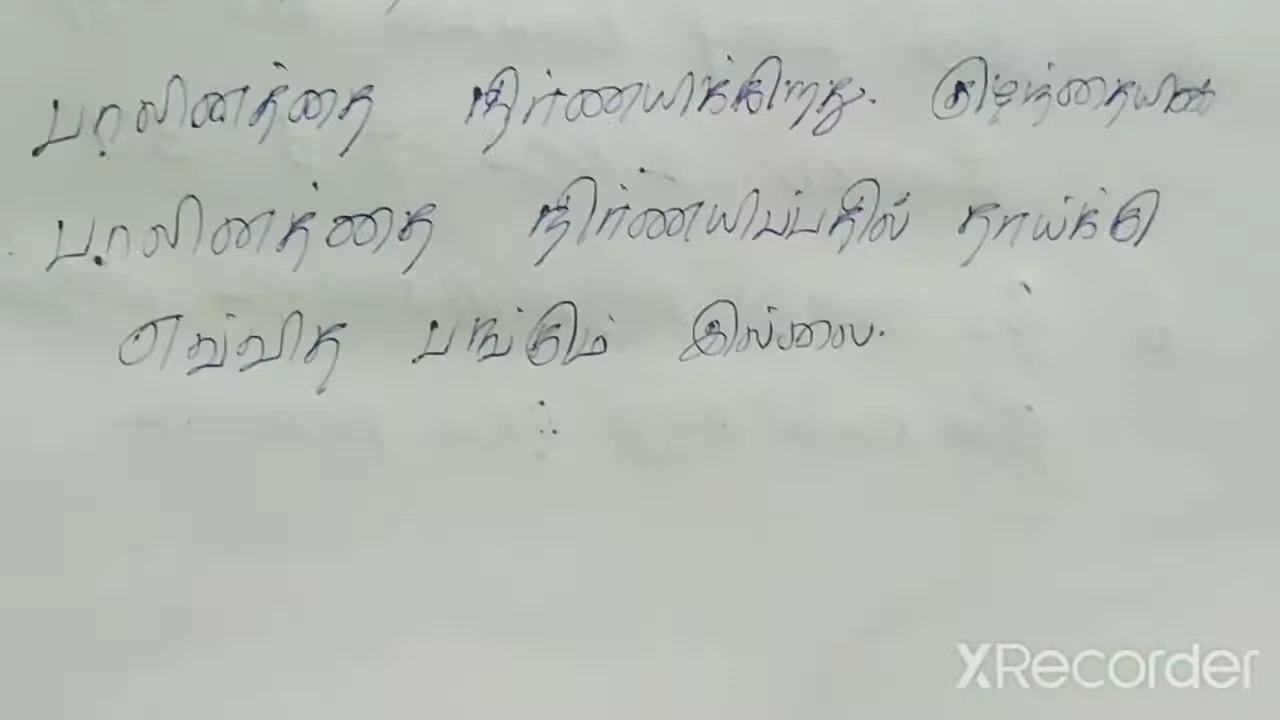 பாலினத்தை நிர்ணயிக்கிறது. குழந்தையின்
பாலினத்தை நிர்ணயிப்பதில் தாய்க்கு
எவ்வித பங்கும் இல்லை.
XRecorder